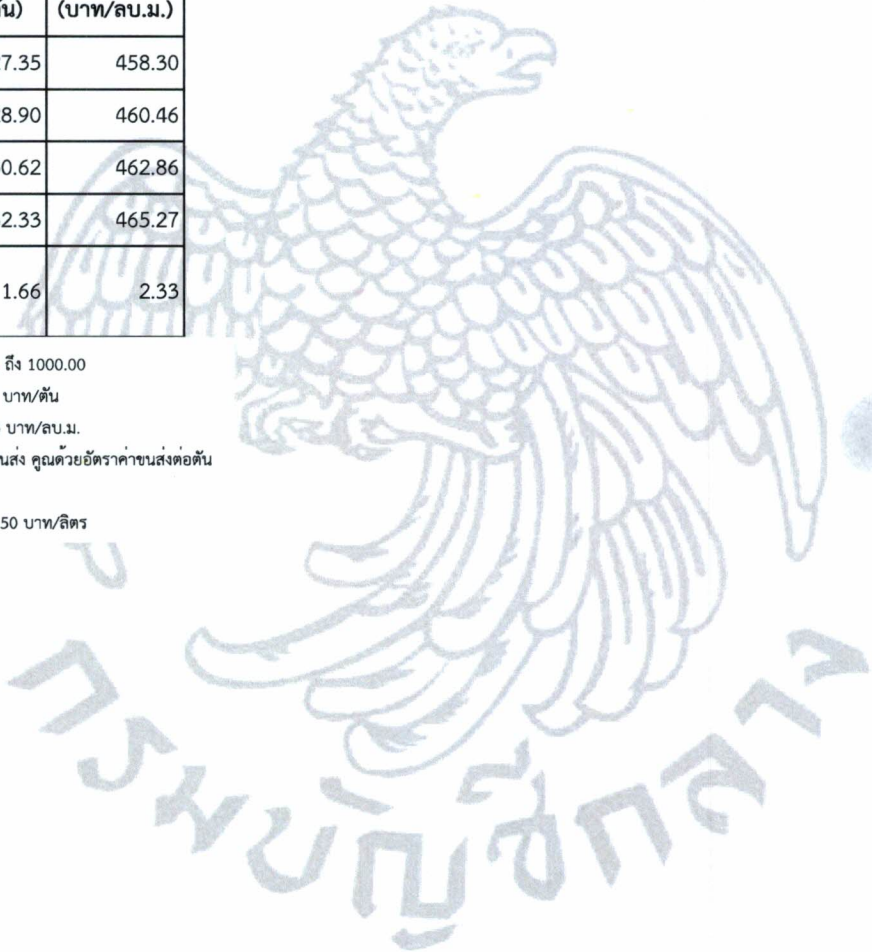 ัน) (บาท/ลบ.ม.)
7.35 458.30
8.90 460.46
0.62 462.86
2.33 465.27
1.66 2.33
ถึง 1000.00
บาท/ตัน
บาท/ลบ.ม.
นส่ง คูณด้วยอัตราค่าขนส่งต่อตัน
50 บาท/ลิตร
กรมบัญชีกลาง